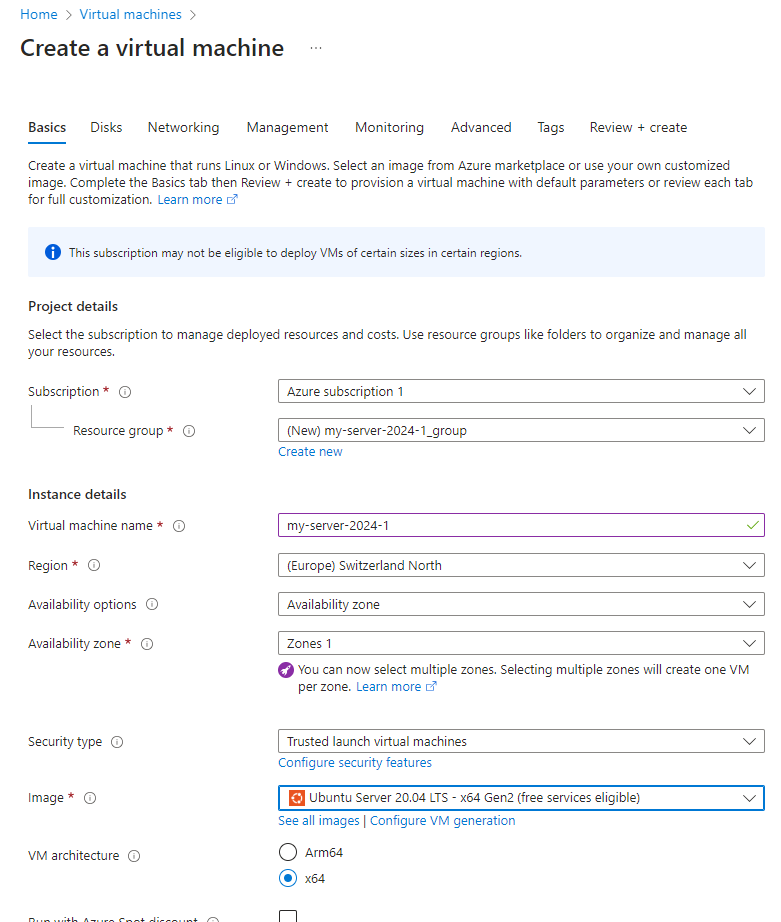 Home > Virtual machines >
Create a virtual machine ...
Basics Disks Networking Management Monitoring Advanced Tags Review + create
Create a virtual machine that runs Linux or Windows. Select an image from Azure marketplace or use your own customized
image. Complete the Basics tab then Review + create to provision a virtual machine with default parameters or review each tab
for full customization. Learn more
This subscription may not be eligible to deploy VMs of certain sizes in certain regions.
Project details
Select the subscription to manage deployed resources and costs. Use resource groups like folders to organize and manage all
your resources.
Subscription * Azure subscription 1
Resource group * (New) my-server-2024-1_group
Create new
Instance details
Virtual machine name * my-server-2024-1
Region * (Europe) Switzerland North
Availability options Availability zone
Availability zone * Zones 1
You can now select multiple zones. Selecting multiple zones will create one VM
per zone. Learn more
Security type Trusted launch virtual machines
Configure security features
Image * Ubuntu Server 20.04 LTS - x64 Gen2 (free services eligible)
See all images | Configure VM generation
VM architecture Arm64
x64
Run with Azure Spot discount